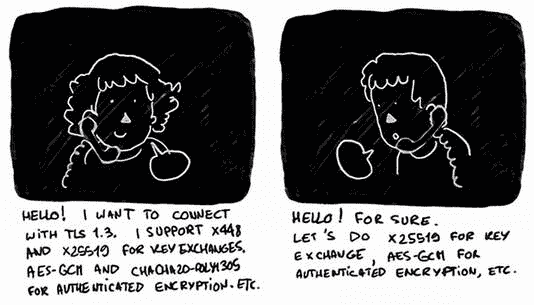 HELLO! I WANT TO CONNECT
WITH TLS 1.3. I SUPPORT X448
AND X25519 FOR KEY EXCHANGES,
AES-GCM AND CHACHA20-POLY1305
FOR AUTHENTICATED ENCRYPTION. ETC.
HELLO! FOR SURE.
LET'S DO X25519 FOR KEY
EXCHANGE, AES-GCM FOR
AUTHENTICATED ENCRYPTION, ETC.